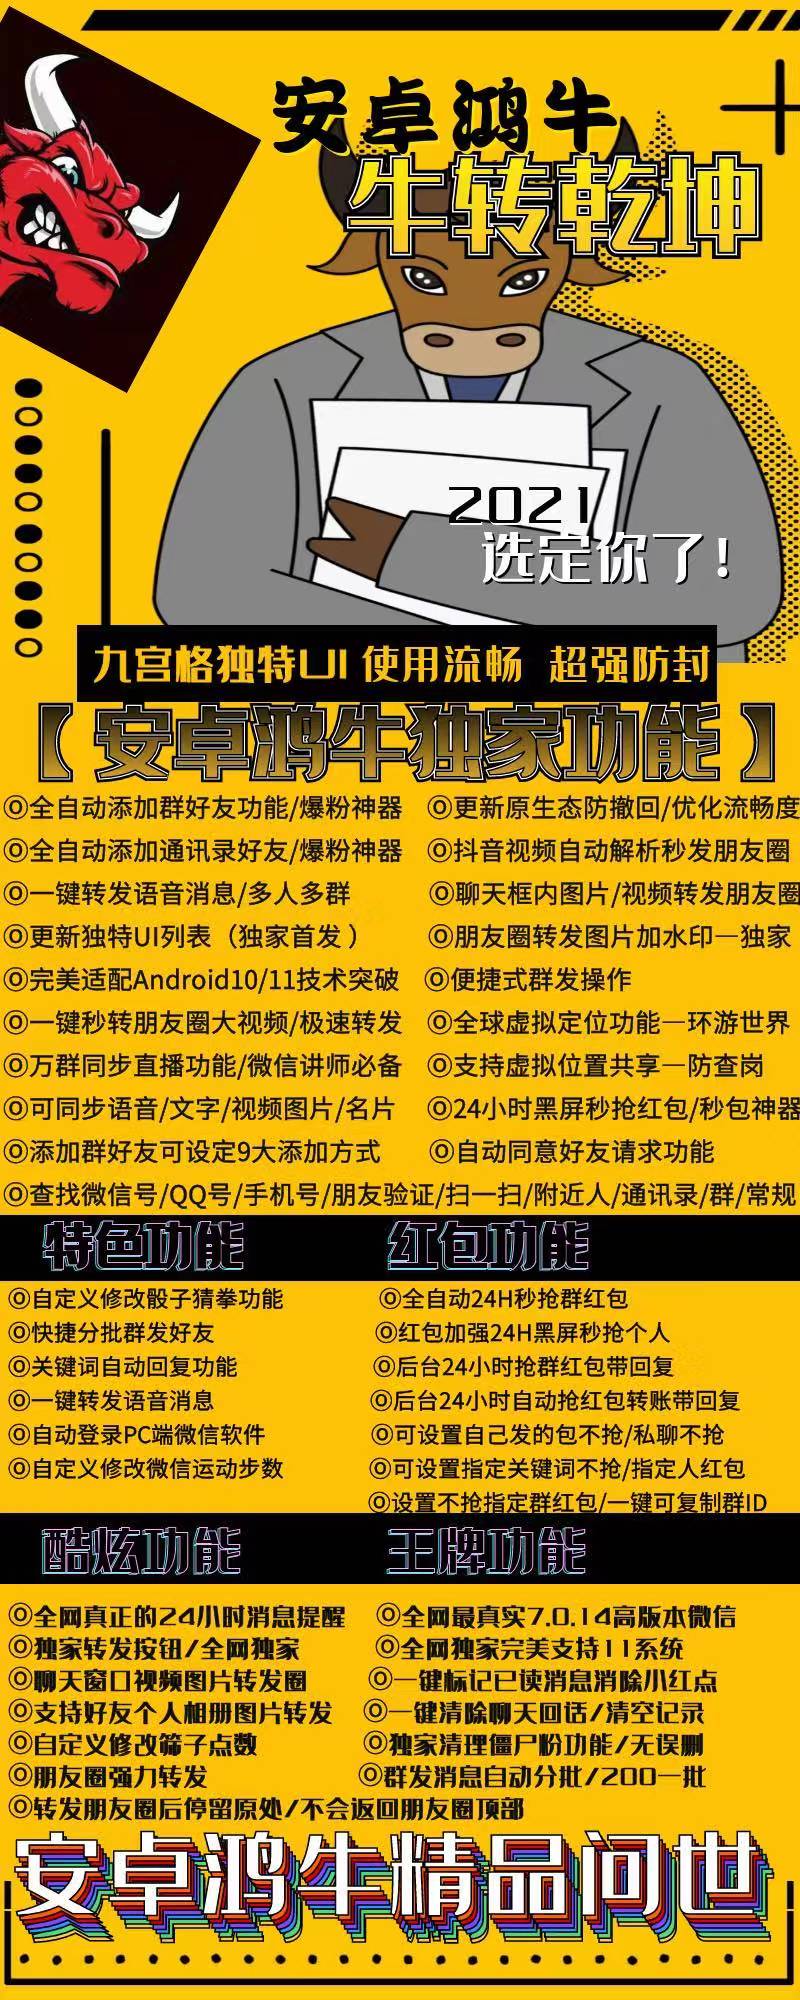 安卓鸿牛
牛转乾坤
2021
选定你了!
九宫格独特UI 使用流畅 超强防封
【安卓鸿牛独家功能】
◎全自动添加群好友功能/爆粉神器 ◎更新原生态防撤回/优化流畅度
◎全自动添加通讯录好友/爆粉神器 ◎抖音视频自动解析秒发朋友圈
◎一键转发语音消息/多人多群 ◎聊天框内图片/视频转发朋友圈
◎更新独特UI列表（独家首发） ◎朋友圈转发图片加水印—独家
◎完美适配Android10/11技术突破 ◎便捷式群发操作
◎一键秒转朋友圈大视频/极速转发 ◎全球虚拟定位功能—环游世界
◎万群同步直播功能/微信讲师必备 ◎支持虚拟位置共享—防查岗
◎可同步语音/文字/视频图片/名片 ◎24小时黑屏秒抢红包/秒包神器
◎添加群好友可设定9大添加方式 ◎自动同意好友请求功能
◎查找微信号/QQ号/手机号/朋友验证/扫一扫/附近人/通讯录/群/常规
特色功能 红包功能
◎自定义修改骰子猜拳功能 ◎全自动24H秒抢群红包
◎快捷分批群发好友 ◎红包加强24H黑屏秒抢个人
◎关键词自动回复功能 ◎后台24小时抢群红包带回复
◎一键转发语音消息 ◎后台24小时自动抢红包转账带回复
◎自动登录PC端微信软件 ◎可设置自己发的包不抢/私聊不抢
◎自定义修改微信运动步数 ◎可设置指定关键词不抢/指定人红包
◎设置不抢指定群红包/一键可复制群ID
酷炫功能 王牌功能
◎全网真正的24小时消息提醒 ◎全网最真实7.0.14高版本微信
◎独家转发按钮/全网独家 ◎全网独家完美支持11系统
◎聊天窗口视频图片转发圈 ◎一键标记已读消息消除小红点
◎支持好友个人相册图片转发 ◎一键清除聊天回话/清空记录
◎自定义修改筛子点数 ◎独家清理僵尸粉功能/无误删
◎朋友圈强力转发 ◎群发消息自动分批/200一批
◎转发朋友圈后停留原处/不会返回朋友圈顶部
安卓鸿牛精品问世